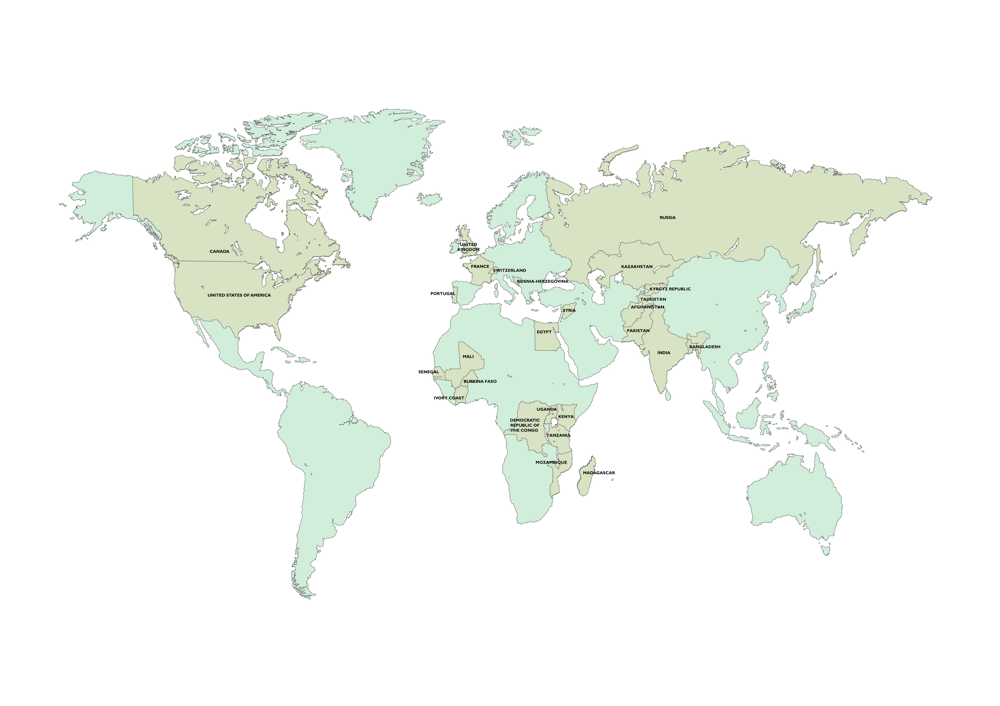 RUSSIA
UNITED
KINGDOM
CANADA
FRANCE
KAZAKHSTAN
SWITZERLAND
BOSNIA-HERZEGOVINA
KYRGYZ REPUBLIC
PORTUGAL
UNITED STATES OF AMERICA
TAJIKISTAN
AFGHANISTAN
SYRIA
PAKISTAN
EGYPT
BANGLADESH
INDIA
MALI
SENEGAL
BURKINA FASO
IVORY COAST
UGANDA
KENYA
DEMOCRATIC
REPUBLIC OF
THE CONGO
TANZANIA
MOZAMBIQUE
MADAGASCAR